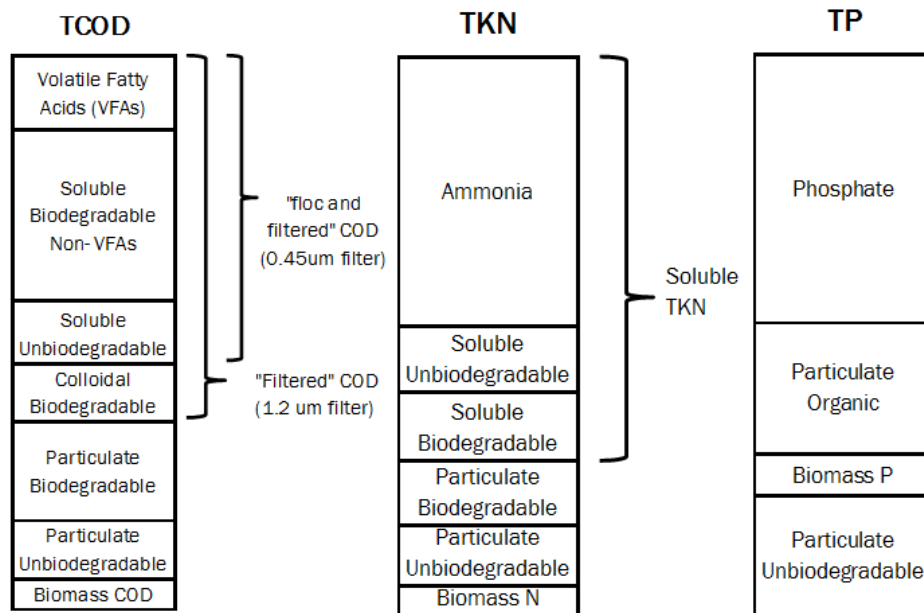 TCOD
Volatile Fatty
Acids (VFAs)
Soluble
Biodegradable
Non- VFAs
Soluble
Unbiodegradable
Colloidal
Biodegradable
Particulate
Biodegradable
Particulate
Unbiodegradable
Biomass COD
"floc and
filtered" COD
(0.45um filter)
"Filtered" COD
(1.2 um filter)
TKN
Ammonia
Soluble
Unbiodegradable
Soluble
Biodegradable
Particulate
Biodegradable
Particulate
Unbiodegradable
Biomass N
Soluble
TKN
TP
Phosphate
Particulate
Organic
Biomass P
Particulate
Unbiodegradable